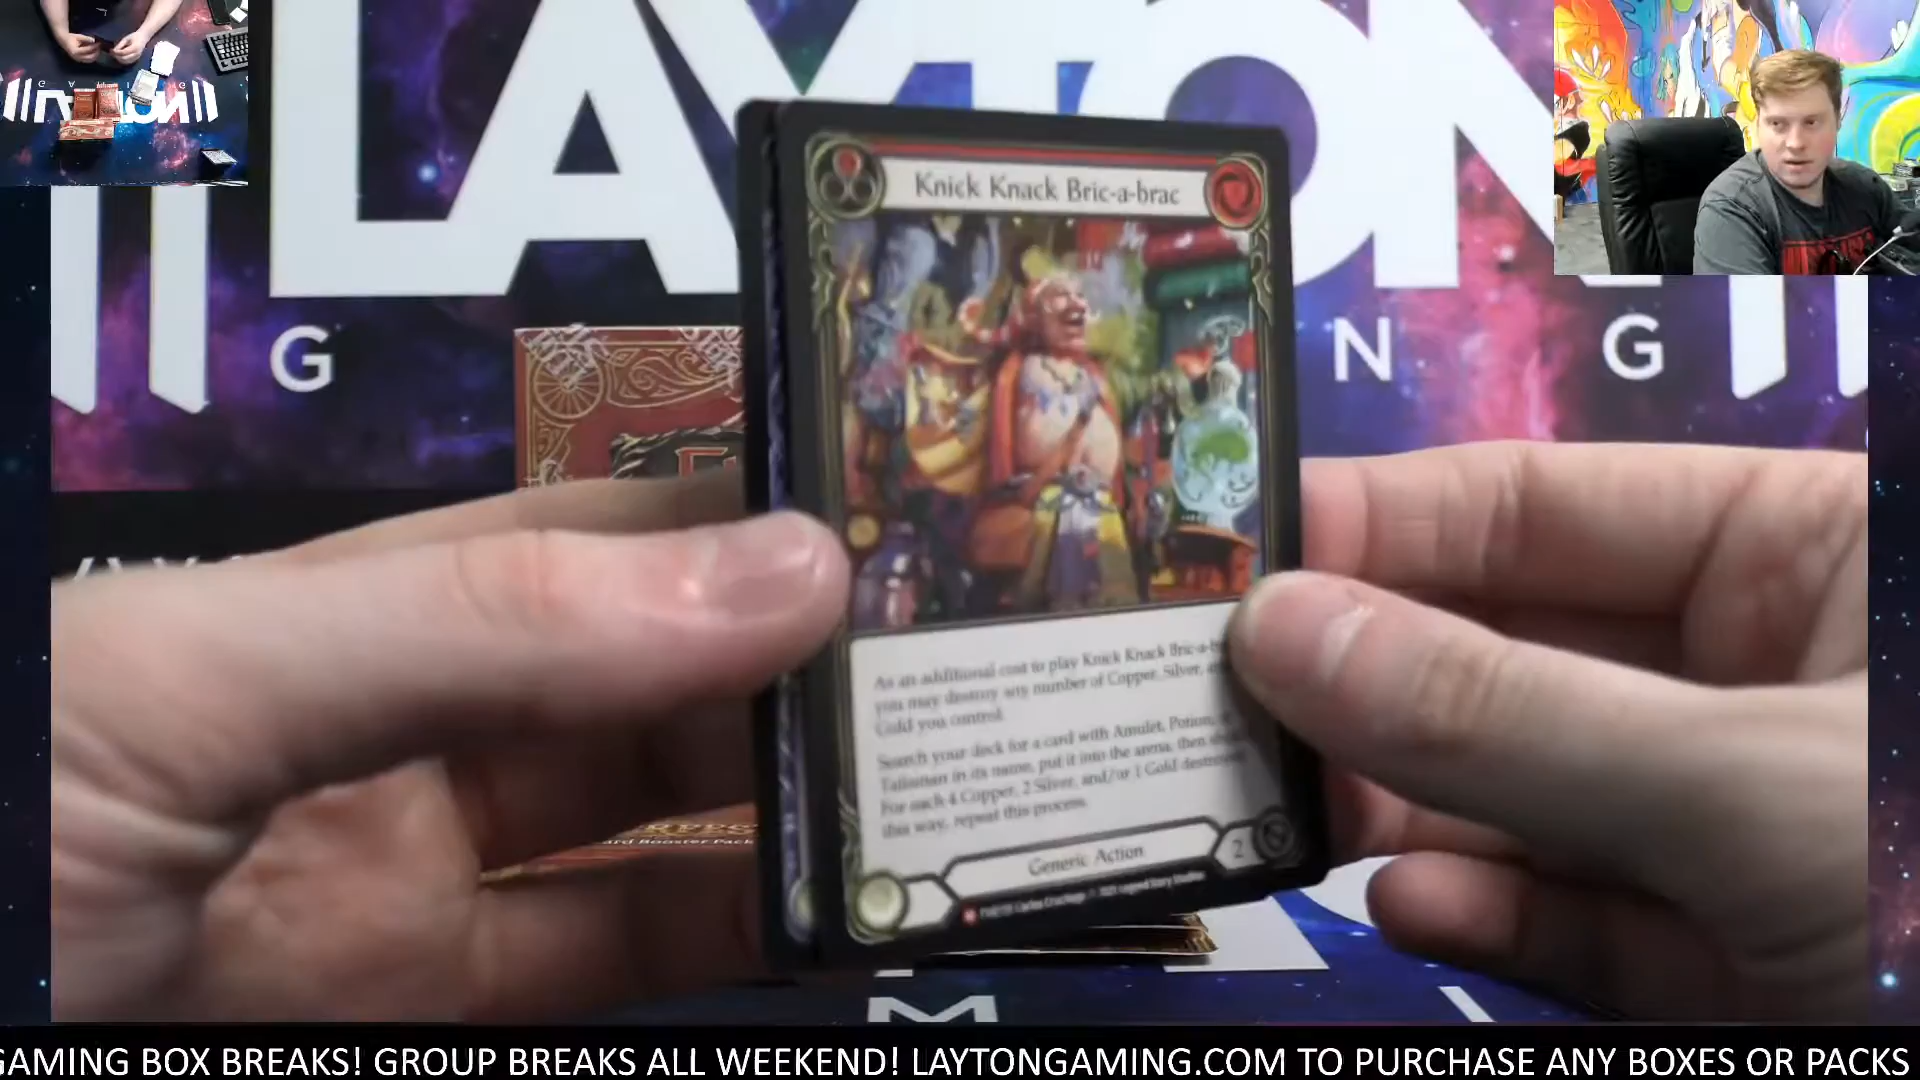 LAYTON
G N G
Knick Knack Bric-a-brac
As an additional cost to play Knick Knack Bric-a-b
you may destroy any number of Copper, Silver,
Gold you control.
Search your deck for a card with Amulet, Potion,
Talisman in its name, put it into the arena, then
For each 4 Copper, 2 Silver, and/or 1 Gold destroyed
this way, repeat this process.
Generic Action
2
GAMING BOX BREAKS! GROUP BREAKS ALL WEEKEND! LAYTONGAMING.COM TO PURCHASE ANY BOXES OR PACKS